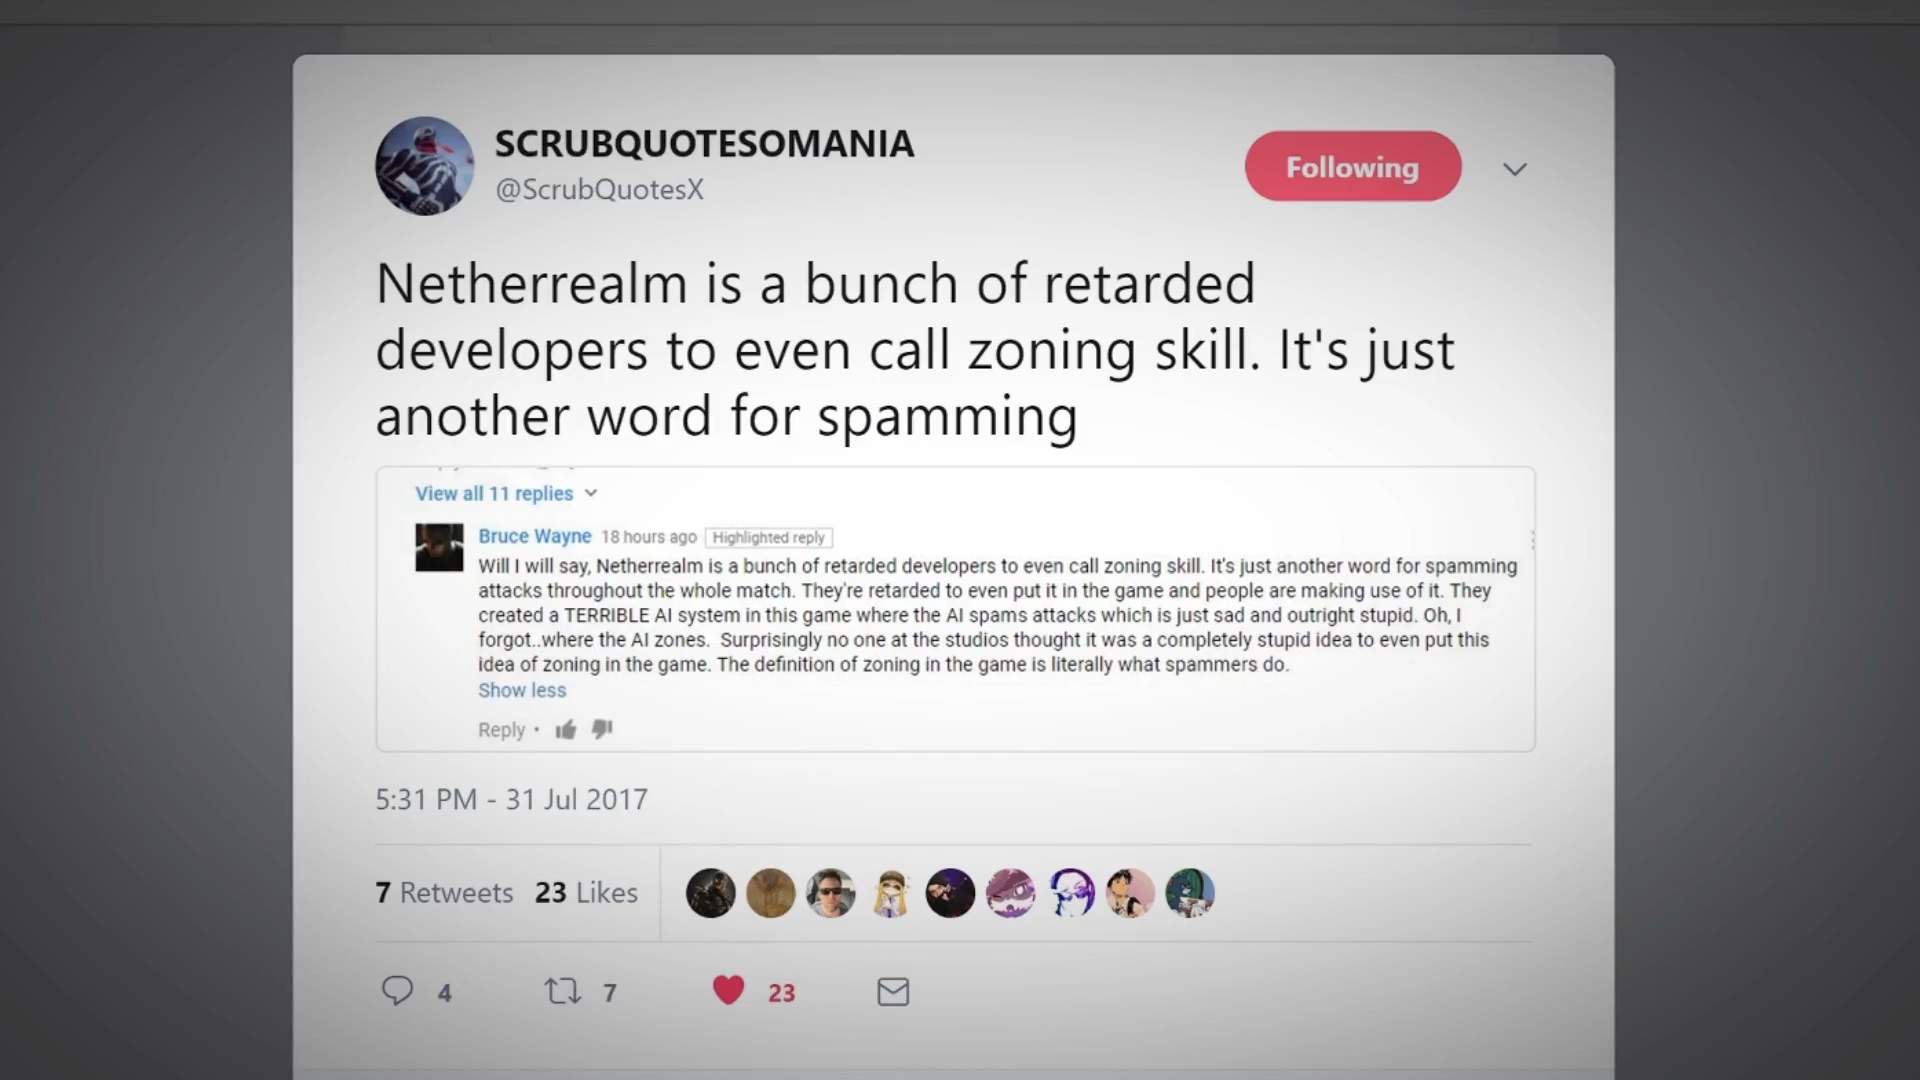 SCRUBQUOTESOMANIA
@ScrubQuotesX
Following
Netherrealm is a bunch of retarded
developers to even call zoning skill. It's just
another word for spamming
View all 11 replies
Bruce Wayne 18 hours ago Highlighted reply
Will I will say, Netherrealm is a bunch of retarded developers to even call zoning skill. It's just another word for spamming
attacks throughout the whole match. They're retarded to even put it in the game and people are making use of it. They
created a TERRIBLE AI system in this game where the AI spams attacks which is just sad and outright stupid. Oh, I
forgot..where the AI zones. Surprisingly no one at the studios thought it was a completely stupid idea to even put this
idea of zoning in the game. The definition of zoning in the game is literally what spammers do.
Show less
Reply •
5:31 PM - 31 Jul 2017
7 Retweets 23 Likes
4 7 23